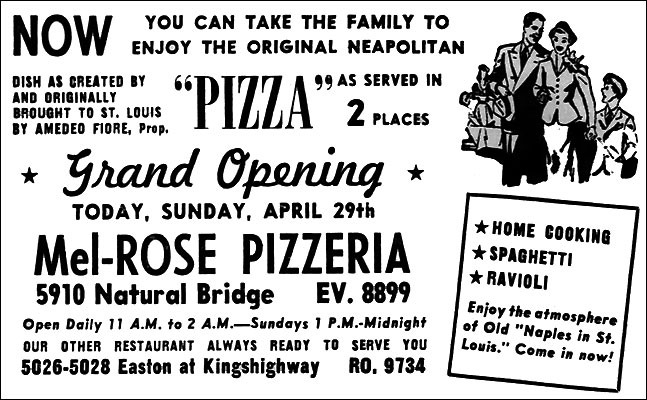 NOW YOU CAN TAKE THE FAMILY TO
ENJOY THE ORIGINAL NEAPOLITAN
DISH AS CREATED BY
AND ORIGINALLY
BROUGHT TO ST. LOUIS
BY AMEDEO FIORE, Prop.
"PIZZA"
AS SERVED IN
2 PLACES
★ Grand Opening ★
TODAY, SUNDAY, APRIL 29th
Mel-ROSE PIZZERIA
5910 Natural Bridge EV. 8899
Open Daily 11 A.M. to 2 A.M.—Sundays 1 P.M.-Midnight
OUR OTHER RESTAURANT ALWAYS READY TO SERVE YOU
5026-5028 Easton at Kingshighway RO. 9734
★ HOME COOKING
★ SPAGHETTI
★ RAVIOLI
Enjoy the atmosphere
of Old "Naples in St.
Louis." Come in now!